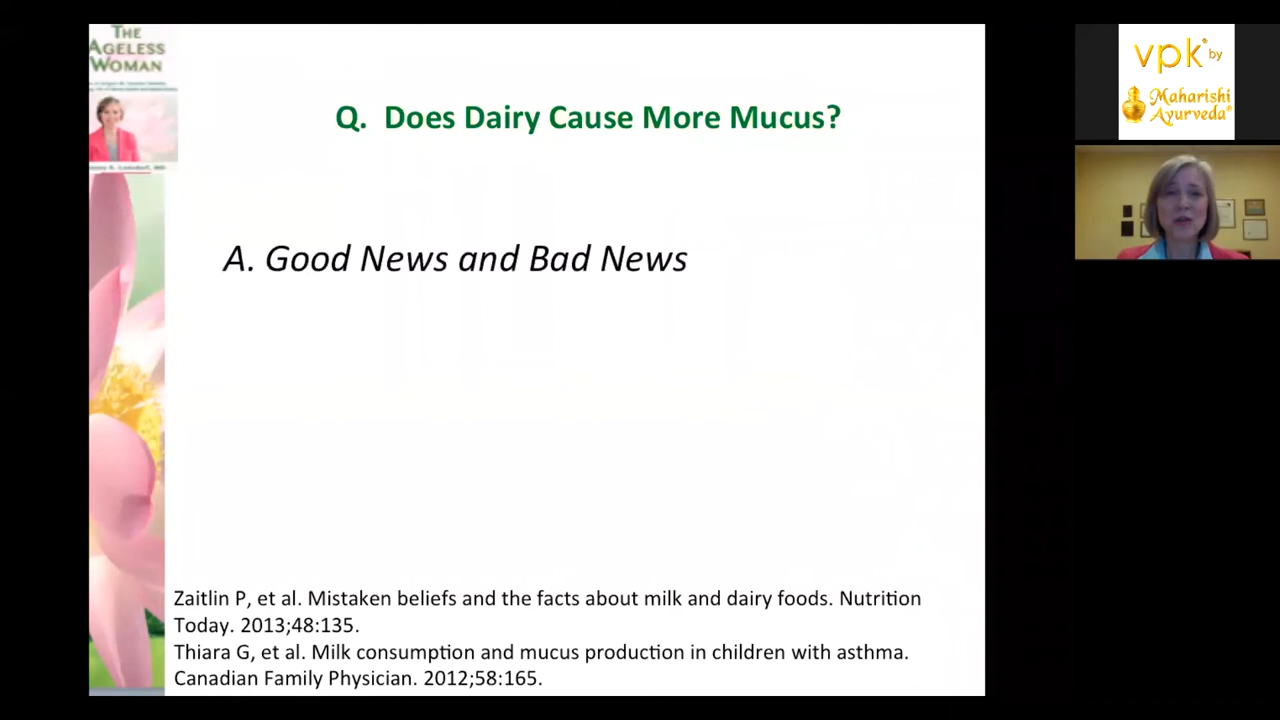 THE
AGELESS
WOMAN
Q. Does Dairy Cause More Mucus?
A. Good News and Bad News
Zaitlin P, et al. Mistaken beliefs and the facts about milk and dairy foods. Nutrition
Today. 2013;48:135.
Thiara G, et al. Milk consumption and mucus production in children with asthma.
Canadian Family Physician. 2012;58:165.
vpk® by
Maharishi
Ayurveda®